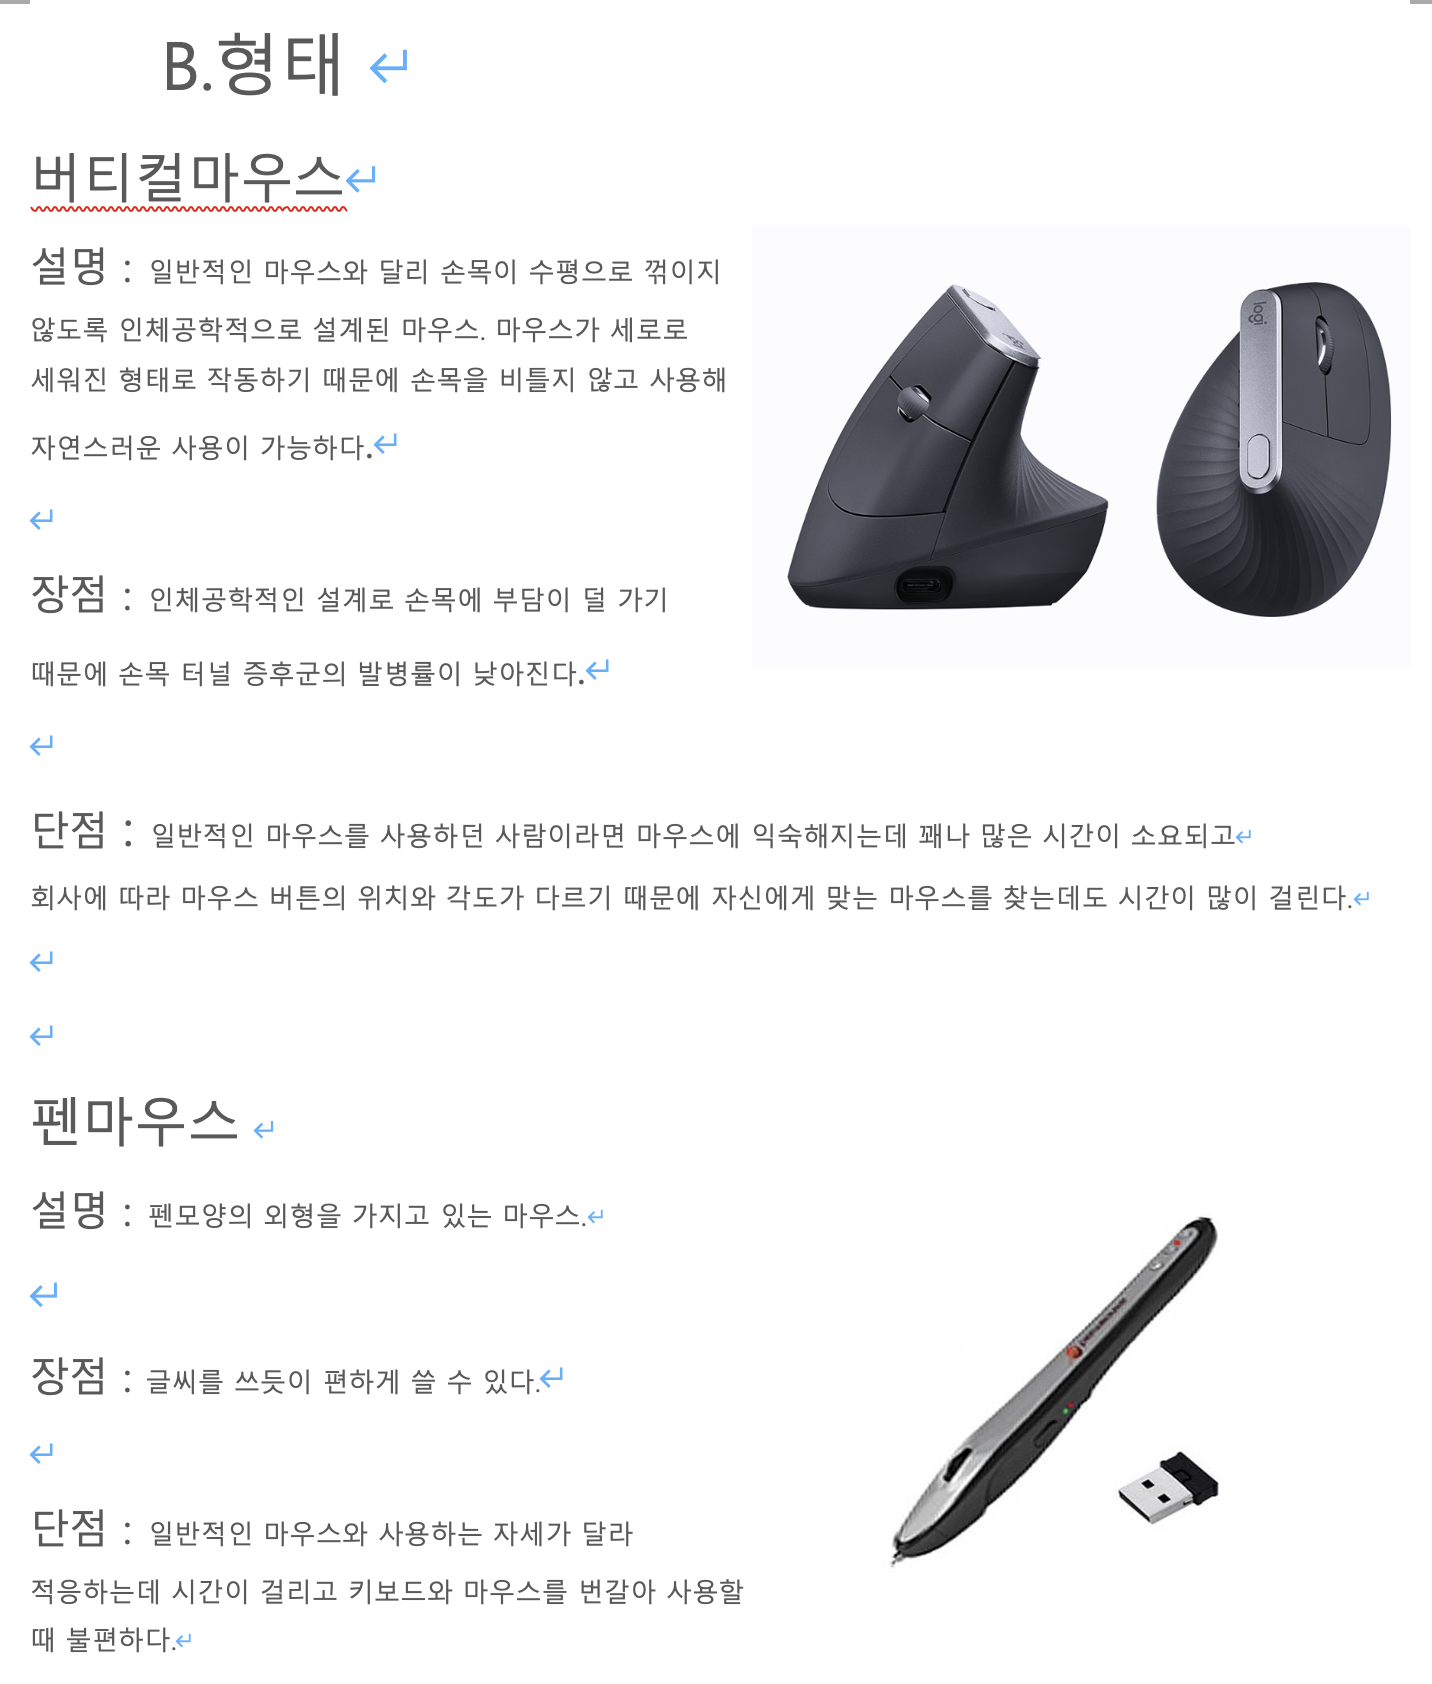 B.형태
버티컬마우스
설명 : 일반적인 마우스와 달리 손목이 수평으로 꺾이지
않도록 인체공학적으로 설계된 마우스. 마우스가 세로로
세워진 형태로 작동하기 때문에 손목을 비틀지 않고 사용해
자연스러운 사용이 가능하다.
logi
장점 : 인체공학적인 설계로 손목에 부담이 덜 가기
때문에 손목 터널 증후군의 발병률이 낮아진다.
단점 : 일반적인 마우스를 사용하던 사람이라면 마우스에 익숙해지는데 꽤나 많은 시간이 소요되고
회사에 따라 마우스 버튼의 위치와 각도가 다르기 때문에 자신에게 맞는 마우스를 찾는데도 시간이 많이 걸린다.
펜마우스
설명 : 펜모양의 외형을 가지고 있는 마우스.
장점 : 글씨를 쓰듯이 편하게 쓸 수 있다.
단점 : 일반적인 마우스와 사용하는 자세가 달라
적응하는데 시간이 걸리고 키보드와 마우스를 번갈아 사용할
때 불편하다.